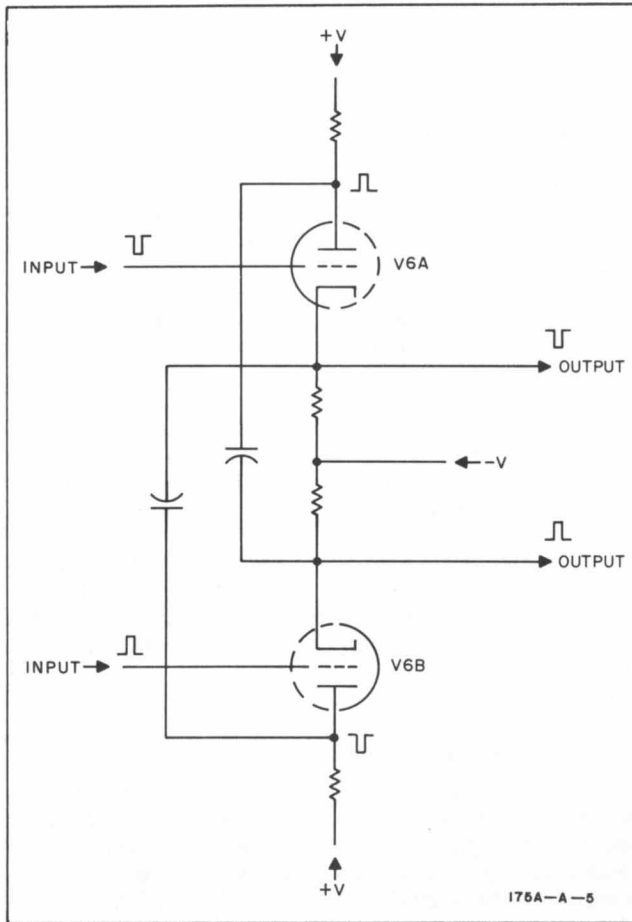 +V
INPUT
V6A
OUTPUT
-V
OUTPUT
INPUT
V6B
+V
175A-A-5